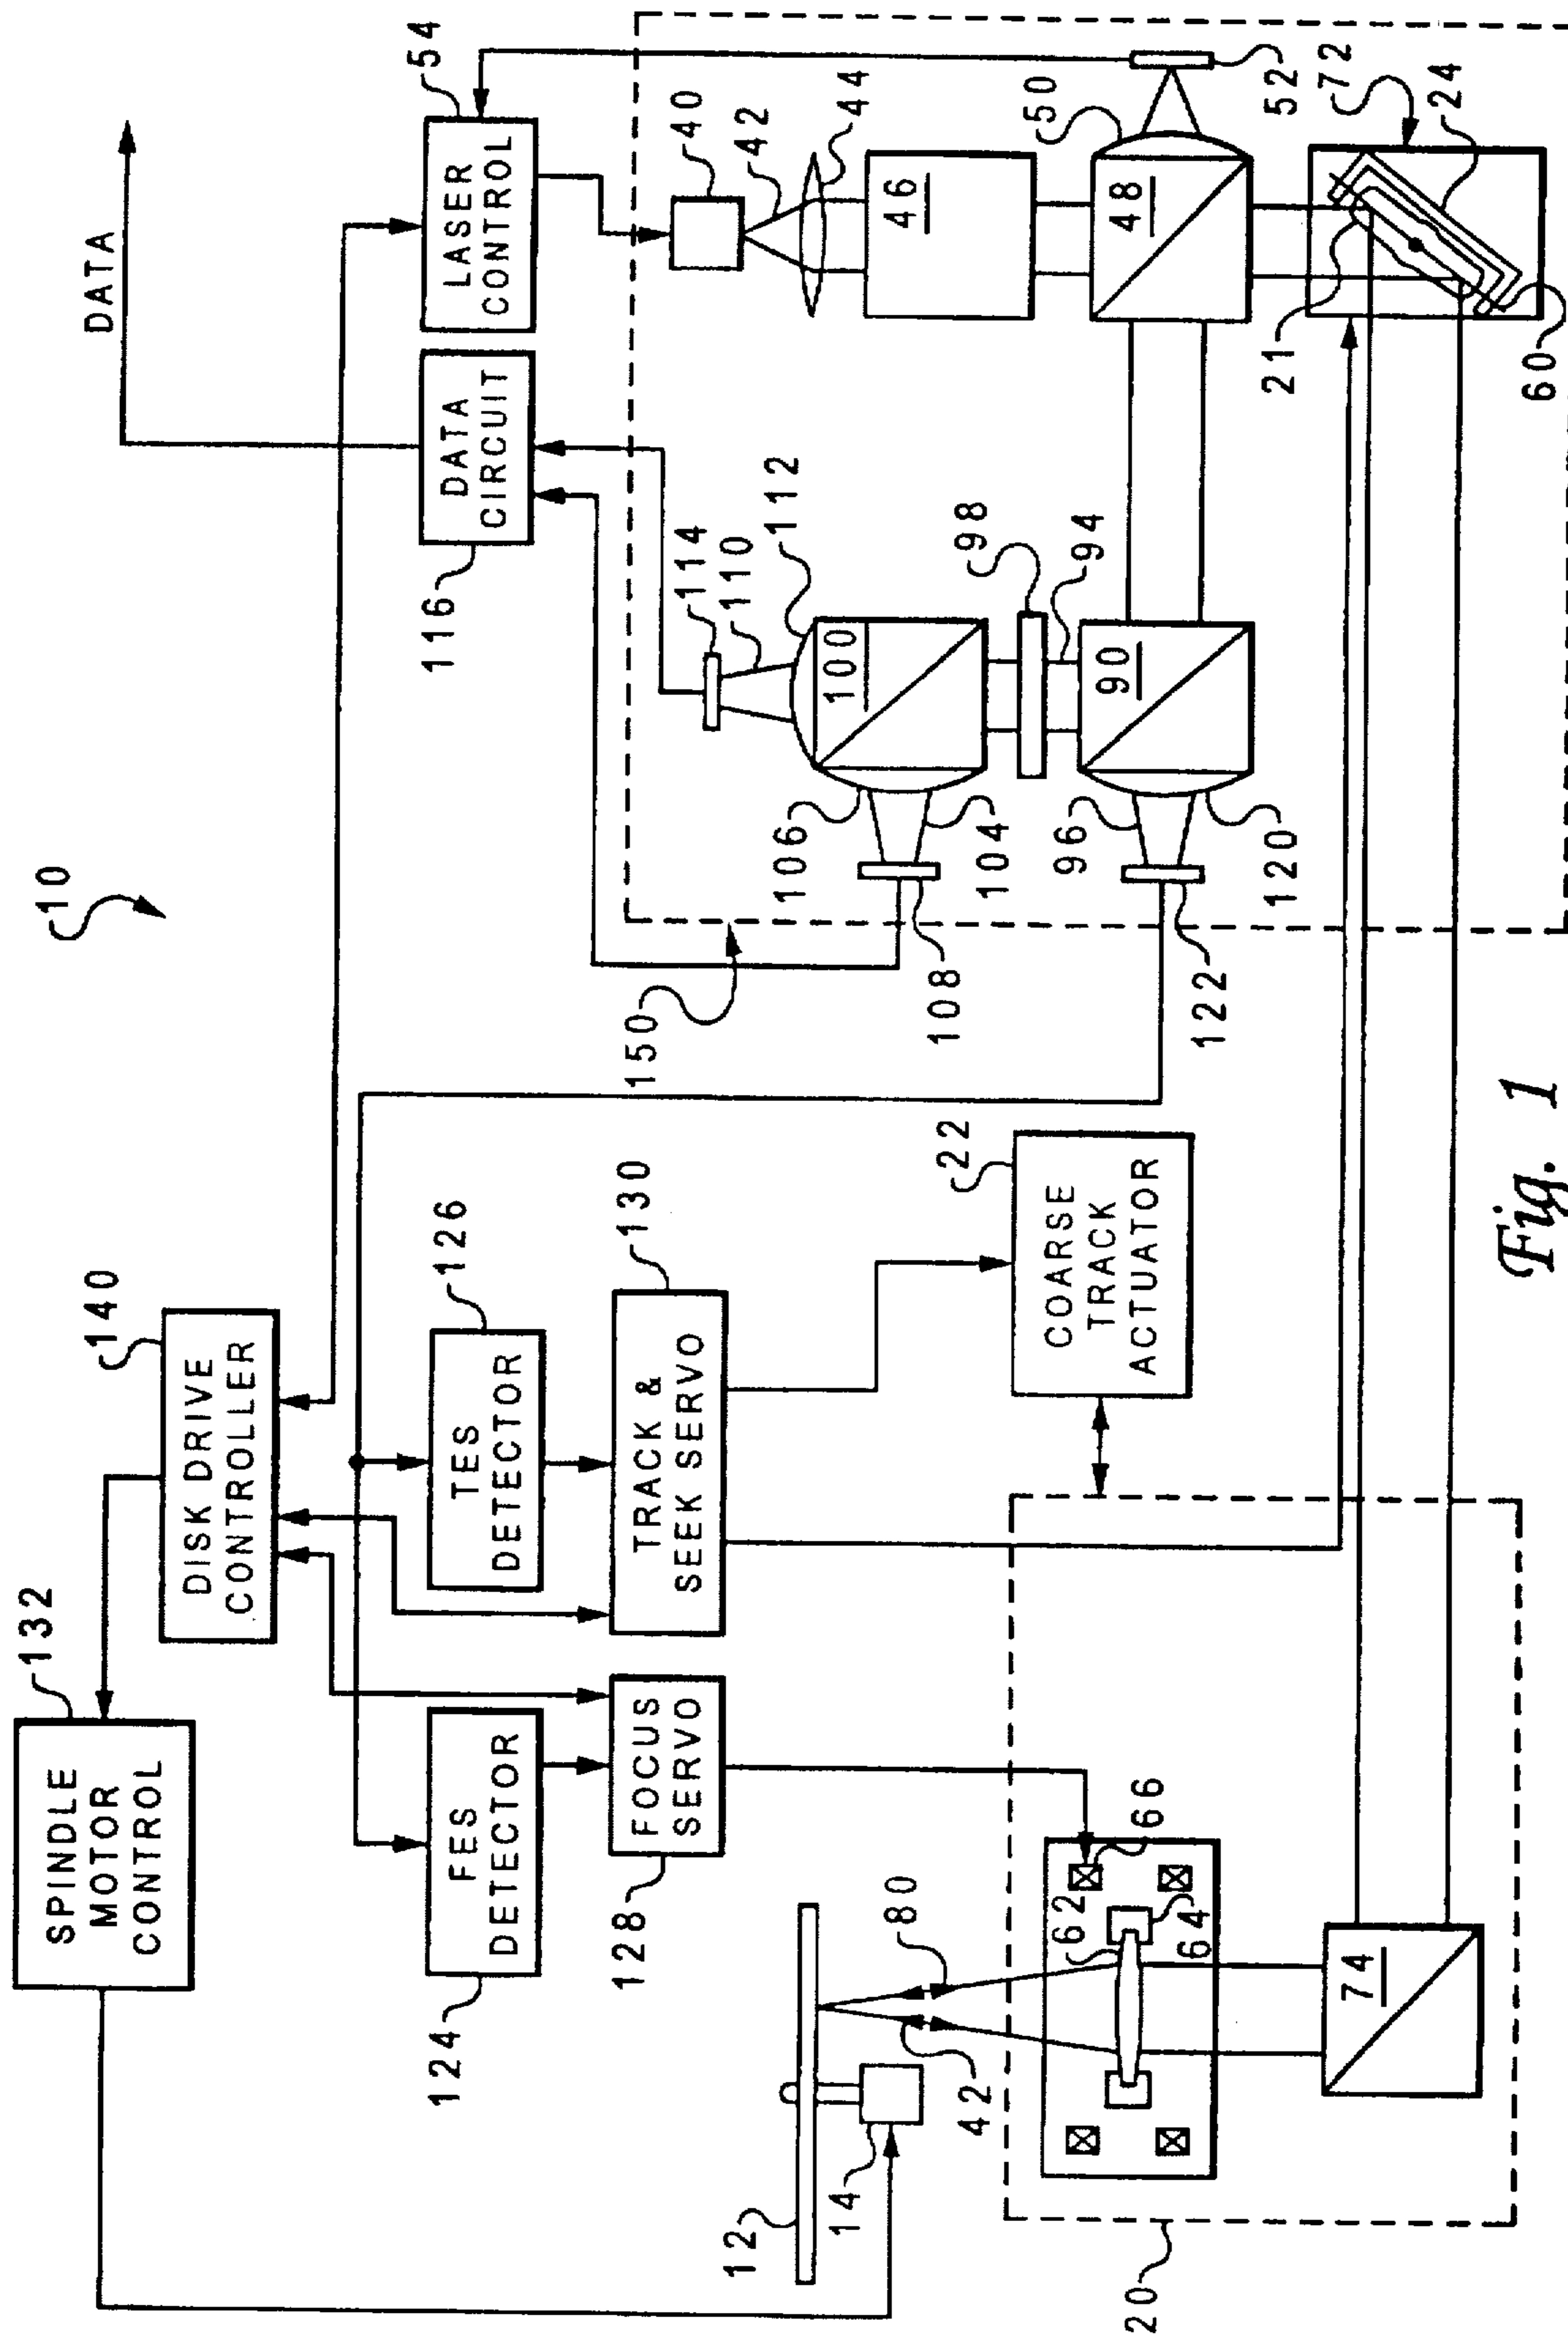 10
SPINDLE
MOTOR
CONTROL
132
DISK DRIVE
CONTROLLER
140
DATA
FES
DETECTOR
124
TES
DETECTOR
126
DATA
CIRCUIT
116
LASER
CONTROL
54
FOCUS
SERVO
128
TRACK &
SEEK SERVO
130
150
114
110
112
40
42
44
12
14
80
42
106
100
108
104
98
94
46
COARSE
TRACK
ACTUATOR
22
62
66
64
96
90
122
120
48
50
52
20
74
21
72
24
60
Fig. 1